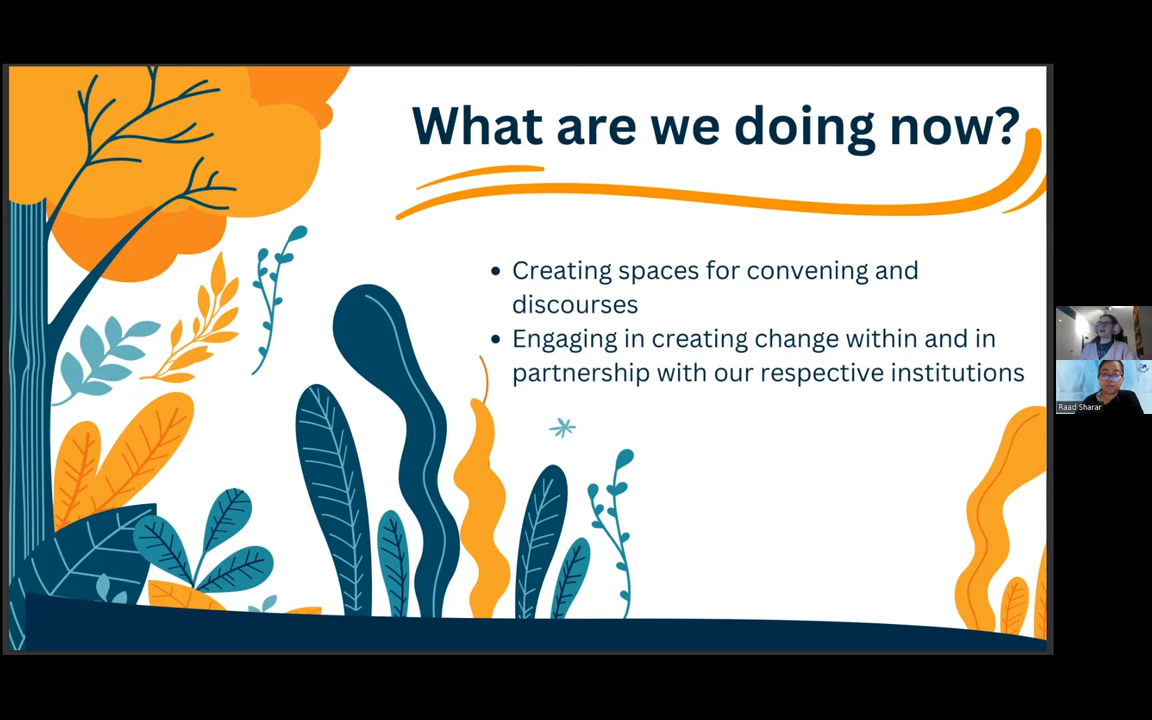 What are we doing now?
• Creating spaces for convening and
discourses
• Engaging in creating change within and in
partnership with our respective institutions
Raad Sharar